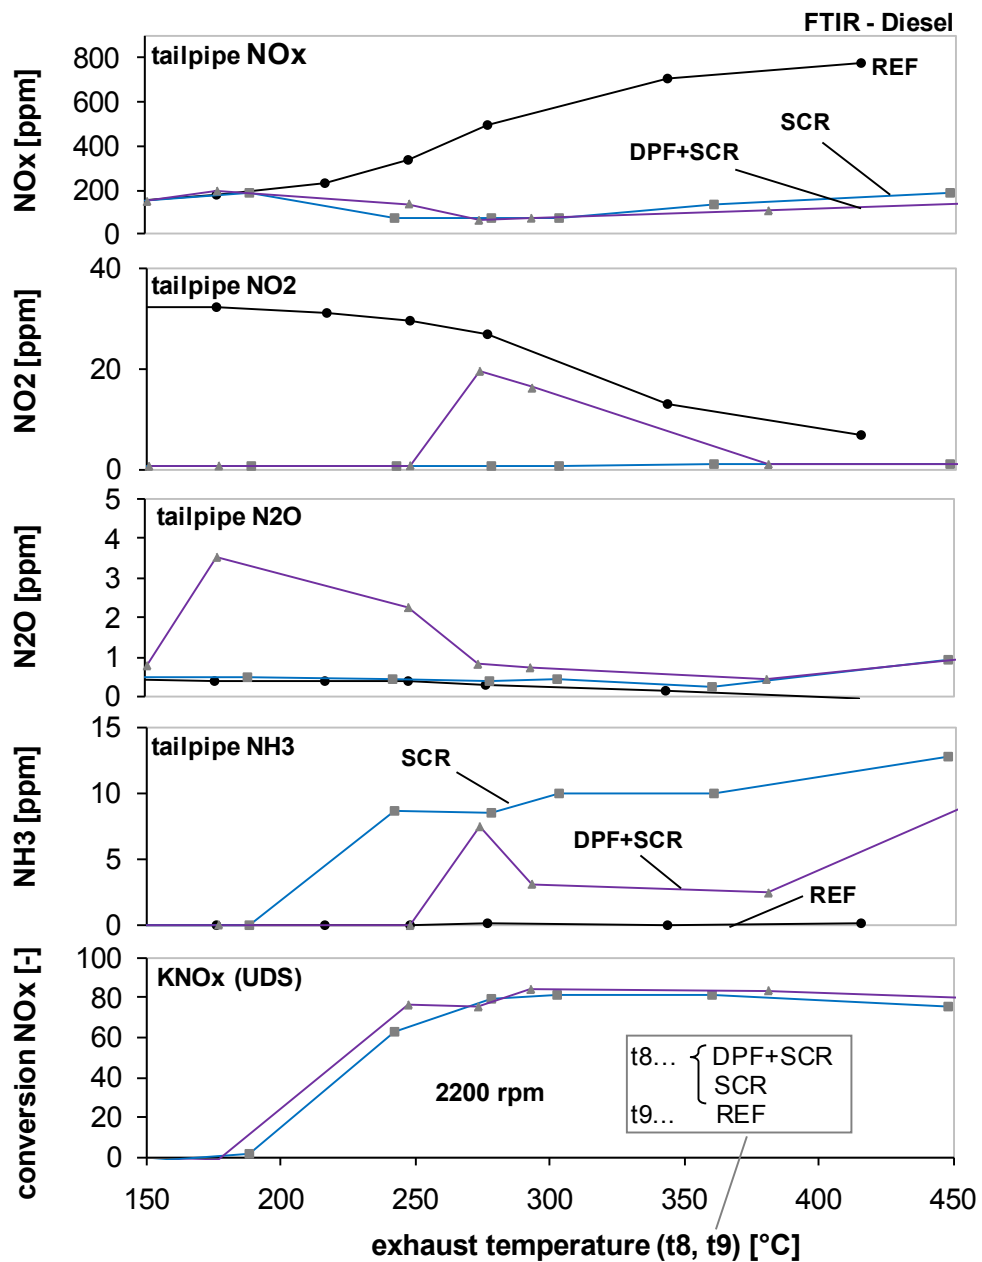 FTIR - Diesel
tailpipe NOx
NOx [ppm]
800
600
400
200
0
REF
SCR
DPF+SCR
tailpipe NO2
NO2 [ppm]
40
20
0
tailpipe N2O
N2O [ppm]
5
4
3
2
1
0
tailpipe NH3
NH3 [ppm]
15
10
5
0
SCR
DPF+SCR
REF
KNOx (UDS)
conversion NOx [-]
100
80
60
40
20
0
2200 rpm
t8... DPF+SCR
SCR
t9... REF
150 200 250 300 350 400 450
exhaust temperature (t8, t9) [°C]